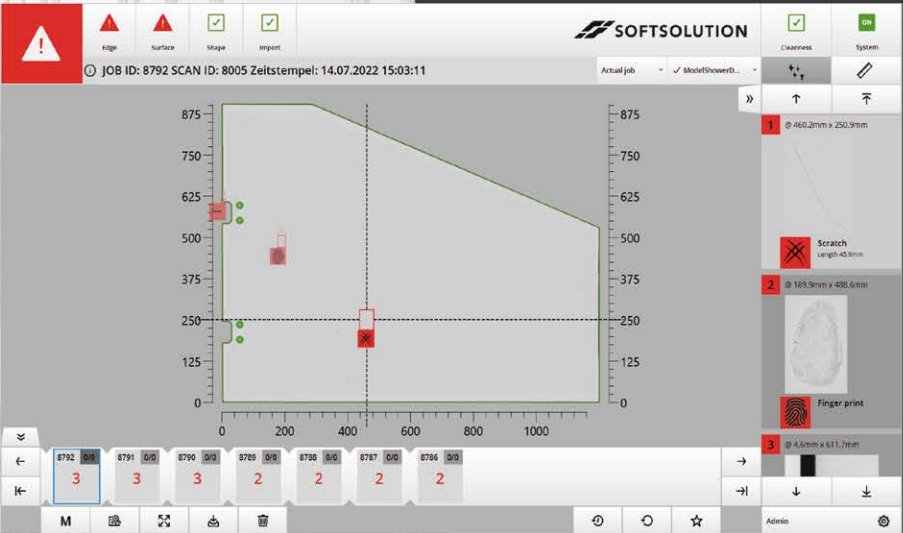 Edge
Surface
Shape
Import
SOFTSOLUTION
Cleanness
ON
System
JOB ID: 8792 SCAN ID: 8005 Zeitstempel: 14.07.2022 15:03:11
Actual job
ModelShowerD...
875
750
625
500
375
250
125
0
875
750
625
500
375
250
125
0
0 200 400 600 800 1000
1 @ 460.2mm x 250.9mm
Scratch
Length 45.9mm
2 @ 189.9mm x 488.6mm
Finger print
3 @ 4.6mm x 611.7mm
8792 0/0
3
8791 0/0
3
8790 0/0
3
8789 0/0
2
8788 0/0
2
8787 0/0
2
8786 0/0
2
M
Admin